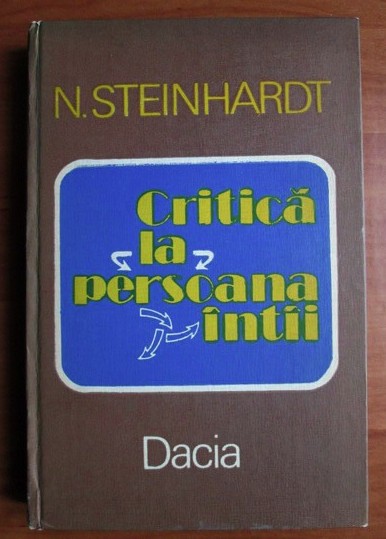 N. STEINHARDT
Critică
la
persoana
întîi
Dacia